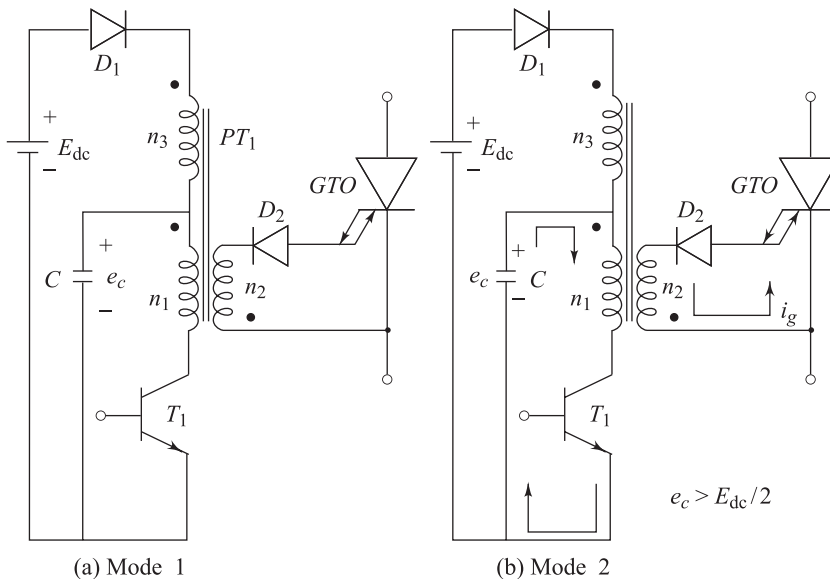 D1
+
Edc
−
n3
PT1
GTO
D2
C
+
ec
−
n1
n2
T1
(a) Mode 1
D1
+
Edc
−
n3
GTO
D2
+
ec
−
C
n1
n2
ig
T1
ec > Edc/2
(b) Mode 2